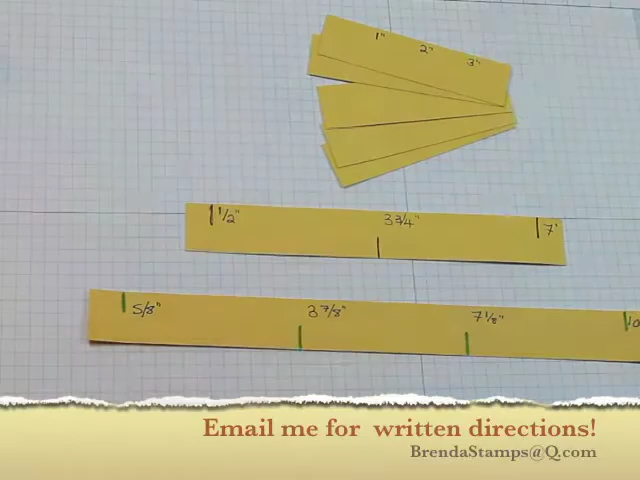 1" 2" 3"
1/2" 3 3/4" 7"
5/8" 3 7/8" 7 1/8" 10
Email me for written directions!
BrendaStamps@Q.com